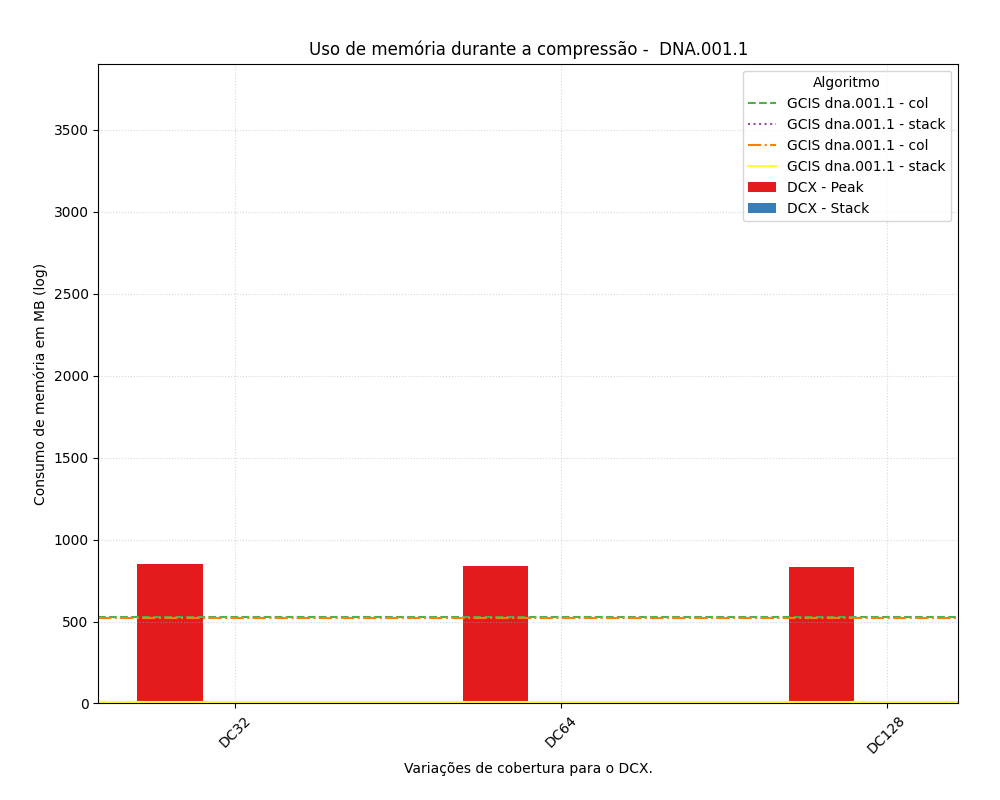 Uso de memória durante a compressão -  DNA.001.1
Algoritmo
GCIS dna.001.1 - col
GCIS dna.001.1 - stack
GCIS dna.001.1 - col
GCIS dna.001.1 - stack
DCX - Peak
DCX - Stack
Consumo de memória em MB (log)
3500
3000
2500
2000
1500
1000
500
0
DC32
DC64
DC128
Variações de cobertura para o DCX.